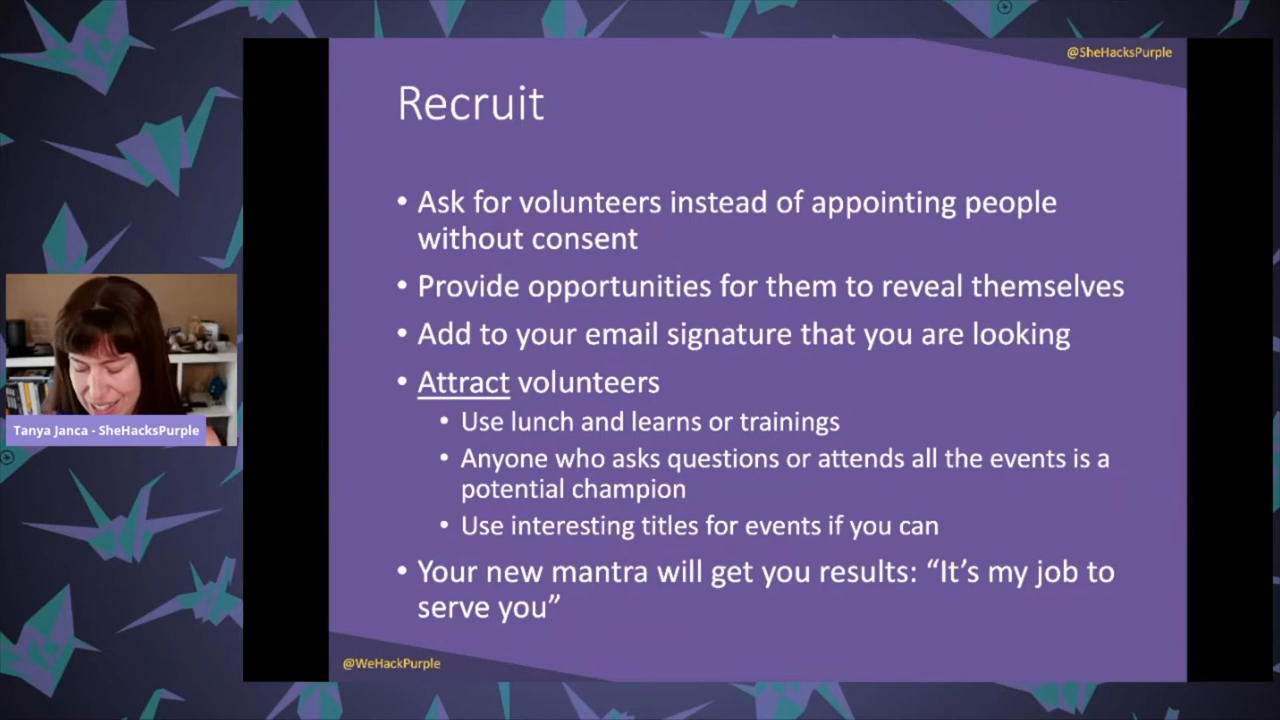 @SheHacksPurple
Recruit
• Ask for volunteers instead of appointing people
without consent
• Provide opportunities for them to reveal themselves
• Add to your email signature that you are looking
• Attract volunteers
• Use lunch and learns or trainings
• Anyone who asks questions or attends all the events is a
potential champion
• Use interesting titles for events if you can
• Your new mantra will get you results: “It’s my job to
serve you”
@WeHackPurple
Tanya Janca - SheHacksPurple